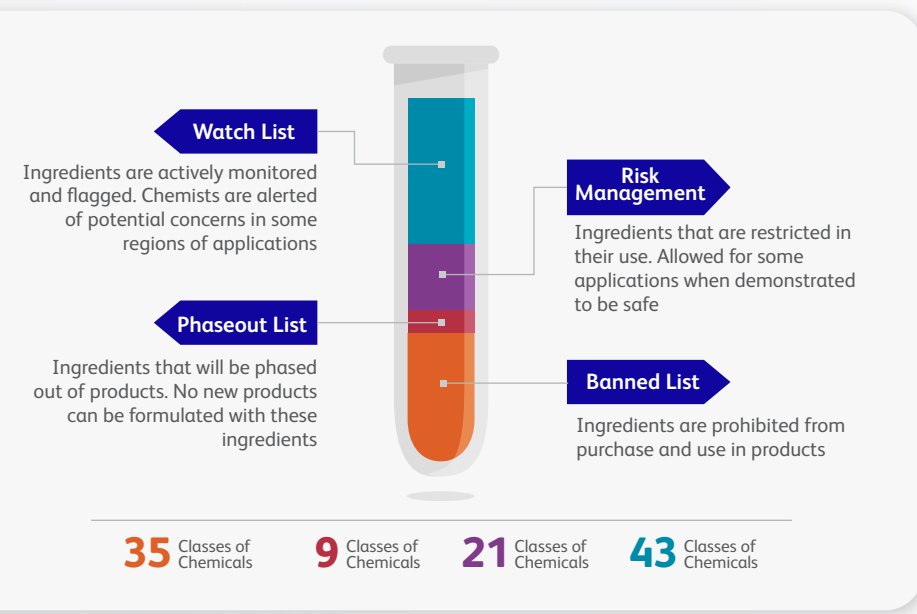 Watch List
Ingredients are actively monitored
and flagged. Chemists are alerted
of potential concerns in some
regions of applications
Risk
Management
Ingredients that are restricted in
their use. Allowed for some
applications when demonstrated
to be safe
Phaseout List
Ingredients that will be phased
out of products. No new products
can be formulated with these
ingredients
Banned List
Ingredients are prohibited from
purchase and use in products
35 Classes of
Chemicals
9 Classes of
Chemicals
21 Classes of
Chemicals
43 Classes of
Chemicals